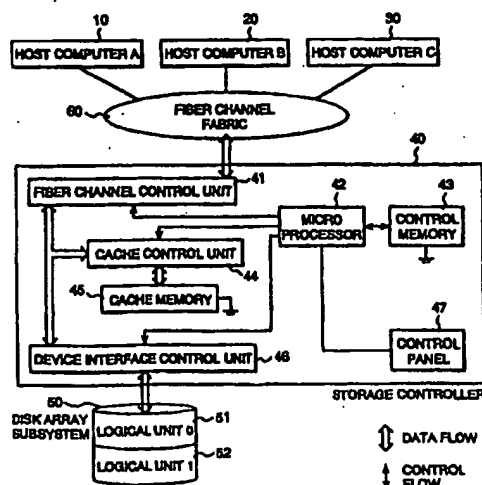 10
20
30
HOST COMPUTER A
HOST COMPUTER B
HOST COMPUTER C
60
FIBER CHANNEL
FABRIC
40
41
FIBER CHANNEL CONTROL UNIT
42
43
MICRO
PROCESSOR
CONTROL
MEMORY
CACHE CONTROL UNIT
44
45
CACHE MEMORY
47
CONTROL
PANEL
DEVICE INTERFACE CONTROL UNIT
46
STORAGE CONTROLLER
50
DISK ARRAY
SUBSYSTEM
LOGICAL UNIT 0
51
LOGICAL UNIT 1
52
DATA FLOW
CONTROL
FLOW